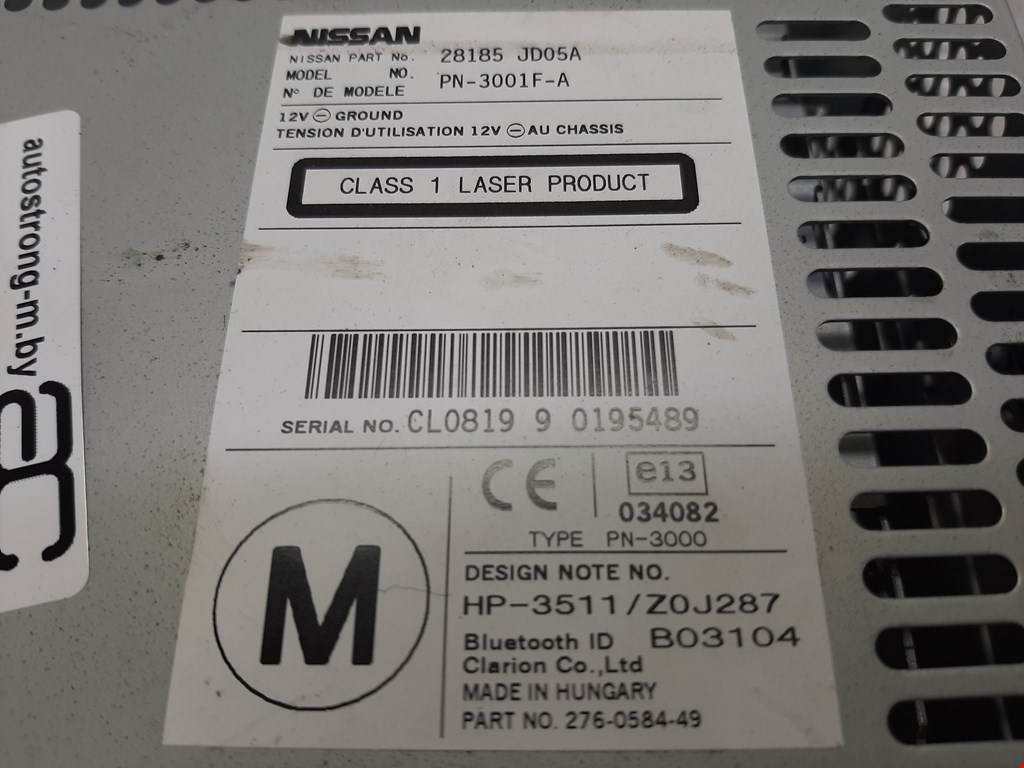 NISSAN
NISSAN PART No. 28185 JD05A
MODEL NO. PN-3001F-A
N° DE MODELE
12V ⊖ GROUND
TENSION D'UTILISATION 12V ⊖ AU CHASSIS
CLASS 1 LASER PRODUCT
SERIAL NO. CL0819 9 0195489
CE e13
034082
TYPE PN-3000
M
DESIGN NOTE NO.
HP-3511/Z0J287
Bluetooth ID B03104
Clarion Co.,Ltd
MADE IN HUNGARY
PART NO. 276-0584-49
autostrong-m.by